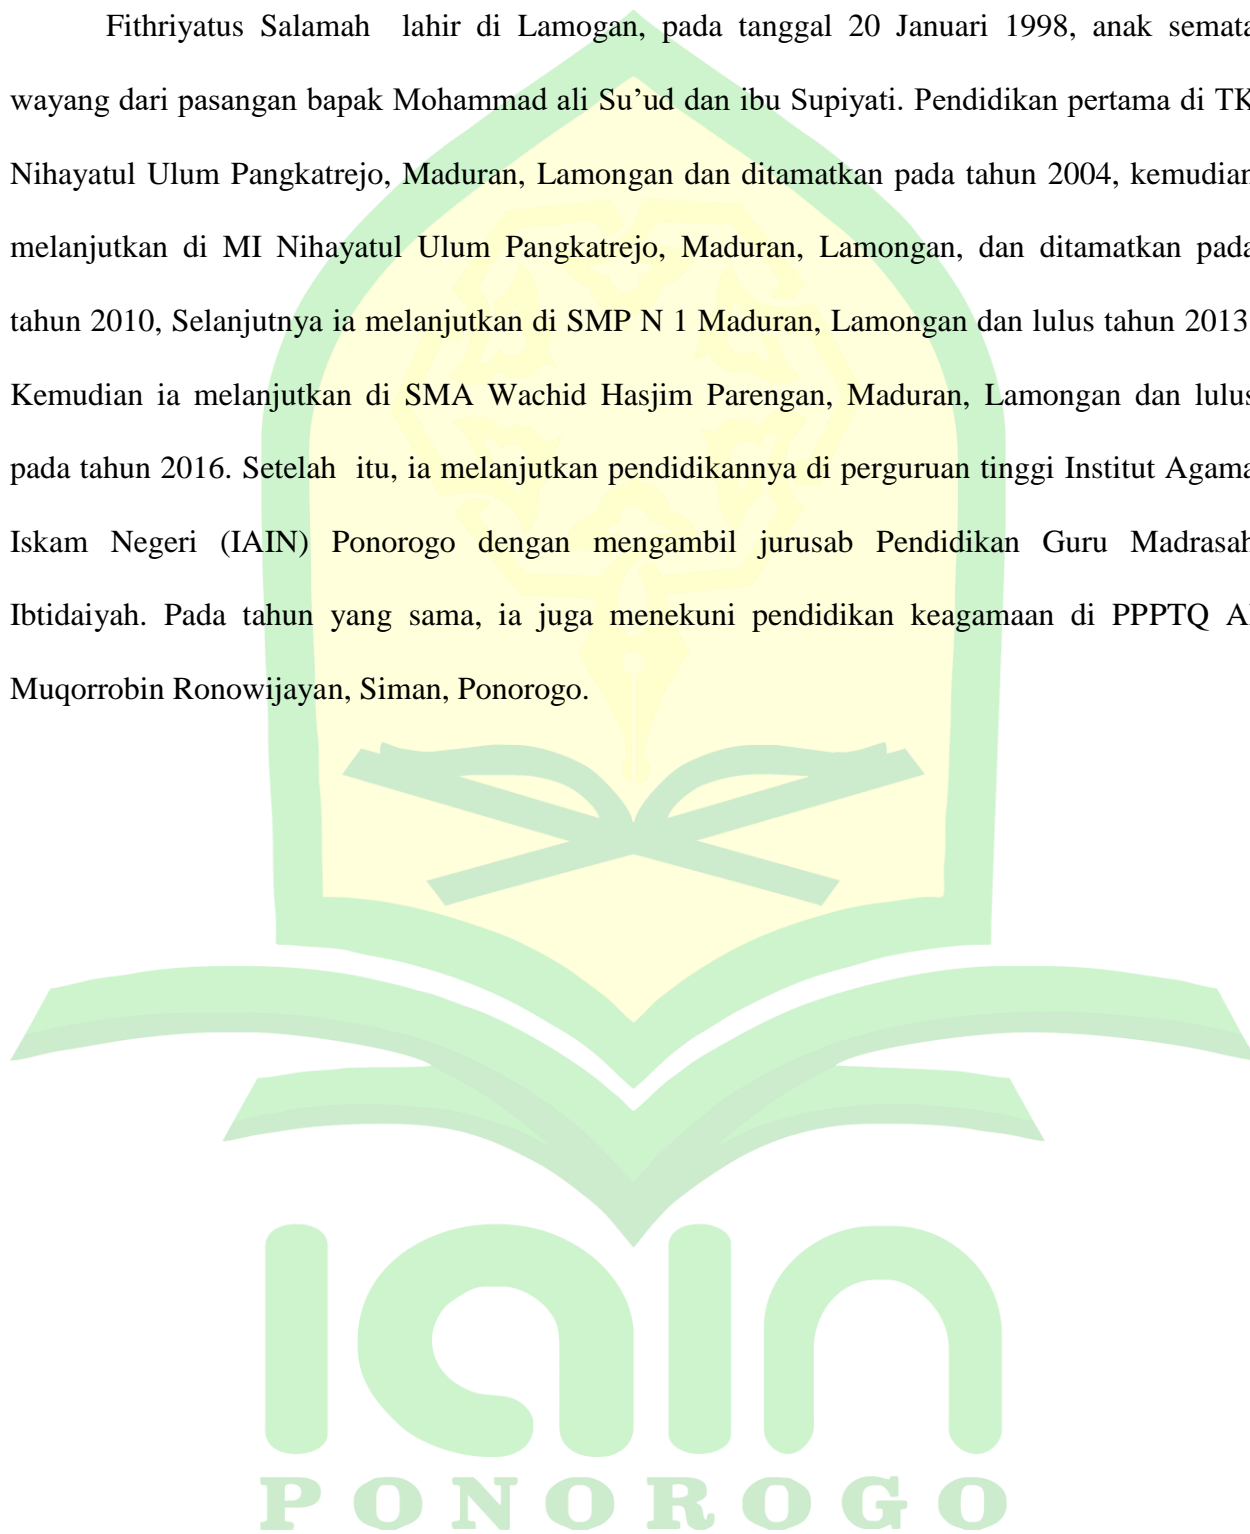 Fithriyatus Salamah lahir di Lamogan, pada tanggal 20 Januari 1998, anak semata
wayang dari pasangan bapak Mohammad ali Su’ud dan ibu Supiyati. Pendidikan pertama di TK
Nihayatul Ulum Pangkatrejo, Maduran, Lamongan dan ditamatkan pada tahun 2004, kemudian
melanjutkan di MI Nihayatul Ulum Pangkatrejo, Maduran, Lamongan, dan ditamatkan pada
tahun 2010, Selanjutnya ia melanjutkan di SMP N 1 Maduran, Lamongan dan lulus tahun 2013
Kemudian ia melanjutkan di SMA Wachid Hasjim Parengan, Maduran, Lamongan dan lulus
pada tahun 2016. Setelah itu, ia melanjutkan pendidikannya di perguruan tinggi Institut Agama
Iskam Negeri (IAIN) Ponorogo dengan mengambil jurusab Pendidikan Guru Madrasah
Ibtidaiyah. Pada tahun yang sama, ia juga menekuni pendidikan keagamaan di PPPTQ Al
Muqorrobin Ronowijayan, Siman, Ponorogo.
iain
PONOROGO